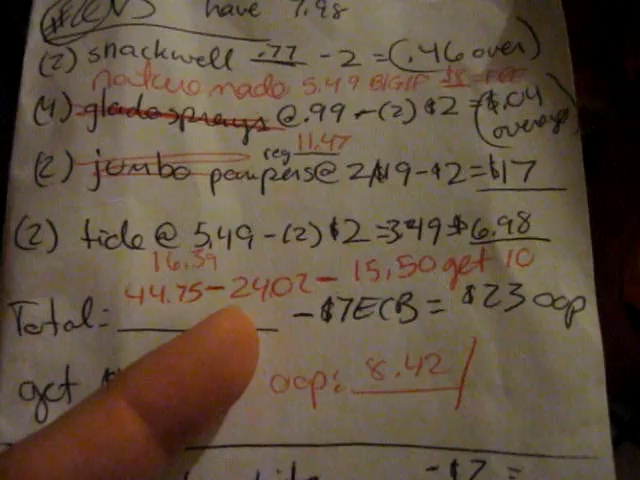 have 7.98
(2) snackwell .77 - 2 = (.46 over)
nature made 5.49 B1G1F
(4) glade sprays @ .99 - (2) $2 = $.04 (overage)
reg 11.47
(2) jumbo pampers @ 2/$19 - $2 = $17
(2) tide @ 5.49 - (2) $2 = 349 $6.98
16.39
44.75 - 24.02 - 15.50 get 10
Total: - $7 ECB = $23 oop
get
oop: 8.42
- $7 =